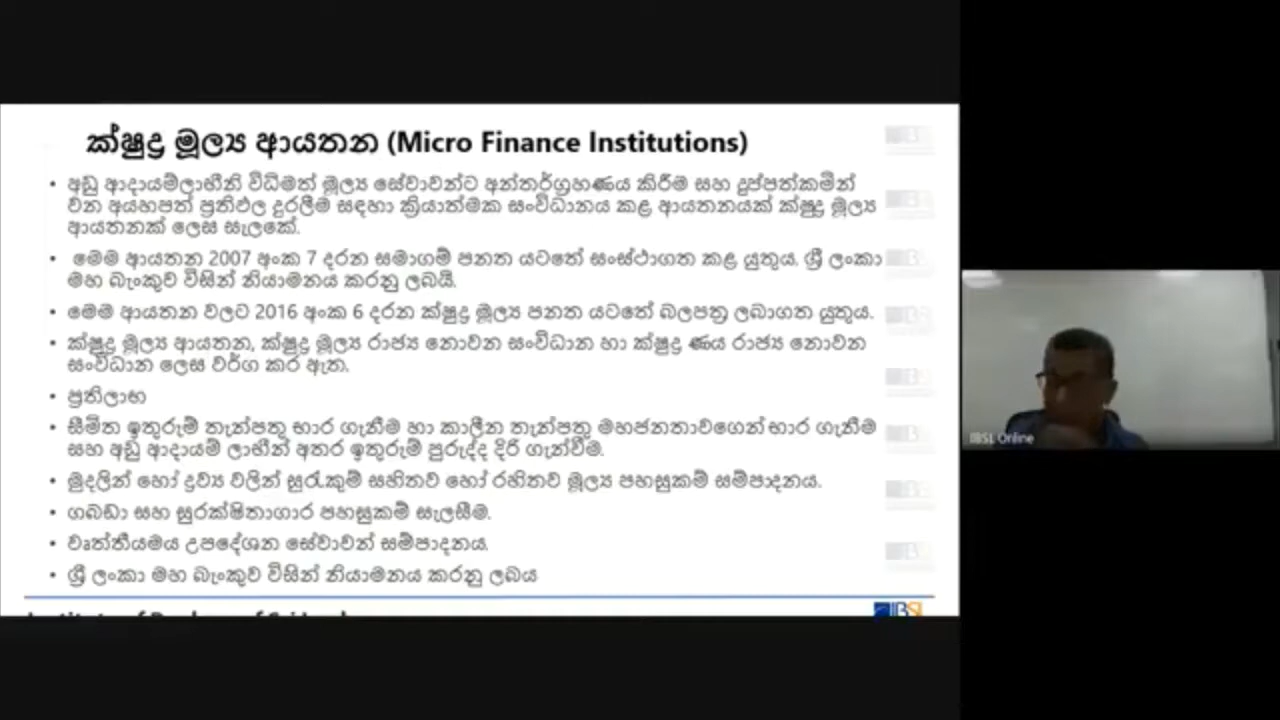 ක්ෂුද්‍ර මූල්‍ය ආයතන (Micro Finance Institutions)
• අඩු ආදායම්ලාභීනි විධිමත් මූල්‍ය සේවාවන්ට අන්තර්ග්‍රහණය කිරීම සහ දුප්පත්කමින්
වන අයහපත් ප්‍රතිඵල දුරලීම සඳහා ක්‍රියාත්මක සංවිධානය කළ ආයතනයක් ක්ෂුද්‍ර මූල්‍ය
ආයතනක් ලෙස සැලකේ.
• මෙම ආයතන 2007 අංක 7 දරන සමාගම් පනත යටතේ සංස්ථාගත කළ යුතුය. ශ්‍රී ලංකා
මහ බැංකුව විසින් නියාමනය කරනු ලබයි.
• මෙම ආයතන වලට 2016 අංක 6 දරන ක්ෂුද්‍ර මූල්‍ය පනත යටතේ බලපත්‍ර ලබාගත යුතුය.
• ක්ෂුද්‍ර මූල්‍ය ආයතන, ක්ෂුද්‍ර මූල්‍ය රාජ්‍ය නොවන සංවිධාන හා ක්ෂුද්‍ර ණය රාජ්‍ය නොවන
සංවිධාන ලෙස වර්ග කර ඇත.
• ප්‍රතිලාභ
• සීමිත ඉතුරුම් තැන්පතු භාර ගැනීම හා කාලීන තැන්පතු මහජනතාවගෙන් භාර ගැනීම
සහ අඩු ආදායම් ලාභීන් අතර ඉතුරුම් පුරුද්ද දිරි ගැන්වීම.
• මුදලින් හෝ ද්‍රව්‍ය වලින් සුරැකුම් සහිතව හෝ රහිතව මූල්‍ය පහසුකම් සම්පාදනය.
• ගබඩා සහ සුරක්ෂිතාගාර පහසුකම් සැලසීම.
• වෘත්තීයමය උපදේශන සේවාවන් සම්පාදනය.
• ශ්‍රී ලංකා මහ බැංකුව විසින් නියාමනය කරනු ලබය
IBSL
IBSL Online